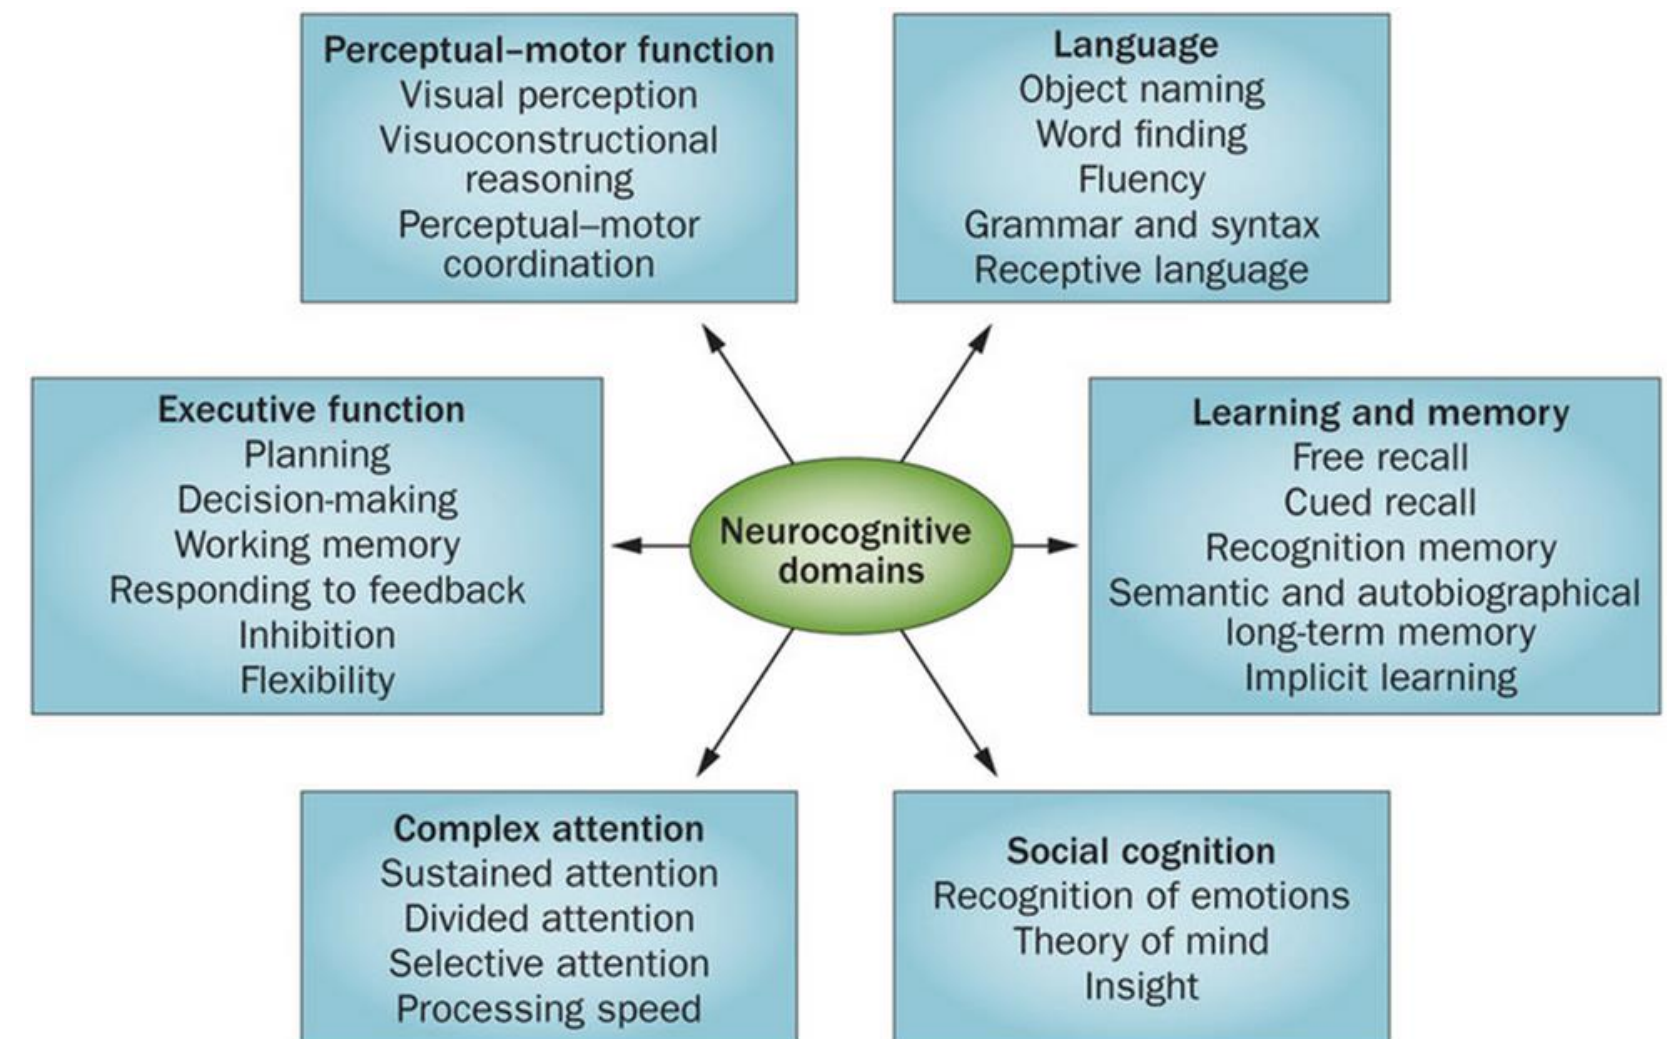 Perceptual–motor function
Visual perception
Visuoconstructional
reasoning
Perceptual–motor
coordination
Language
Object naming
Word finding
Fluency
Grammar and syntax
Receptive language
Executive function
Planning
Decision-making
Working memory
Responding to feedback
Inhibition
Flexibility
Neurocognitive
domains
Learning and memory
Free recall
Cued recall
Recognition memory
Semantic and autobiographical
long-term memory
Implicit learning
Complex attention
Sustained attention
Divided attention
Selective attention
Processing speed
Social cognition
Recognition of emotions
Theory of mind
Insight